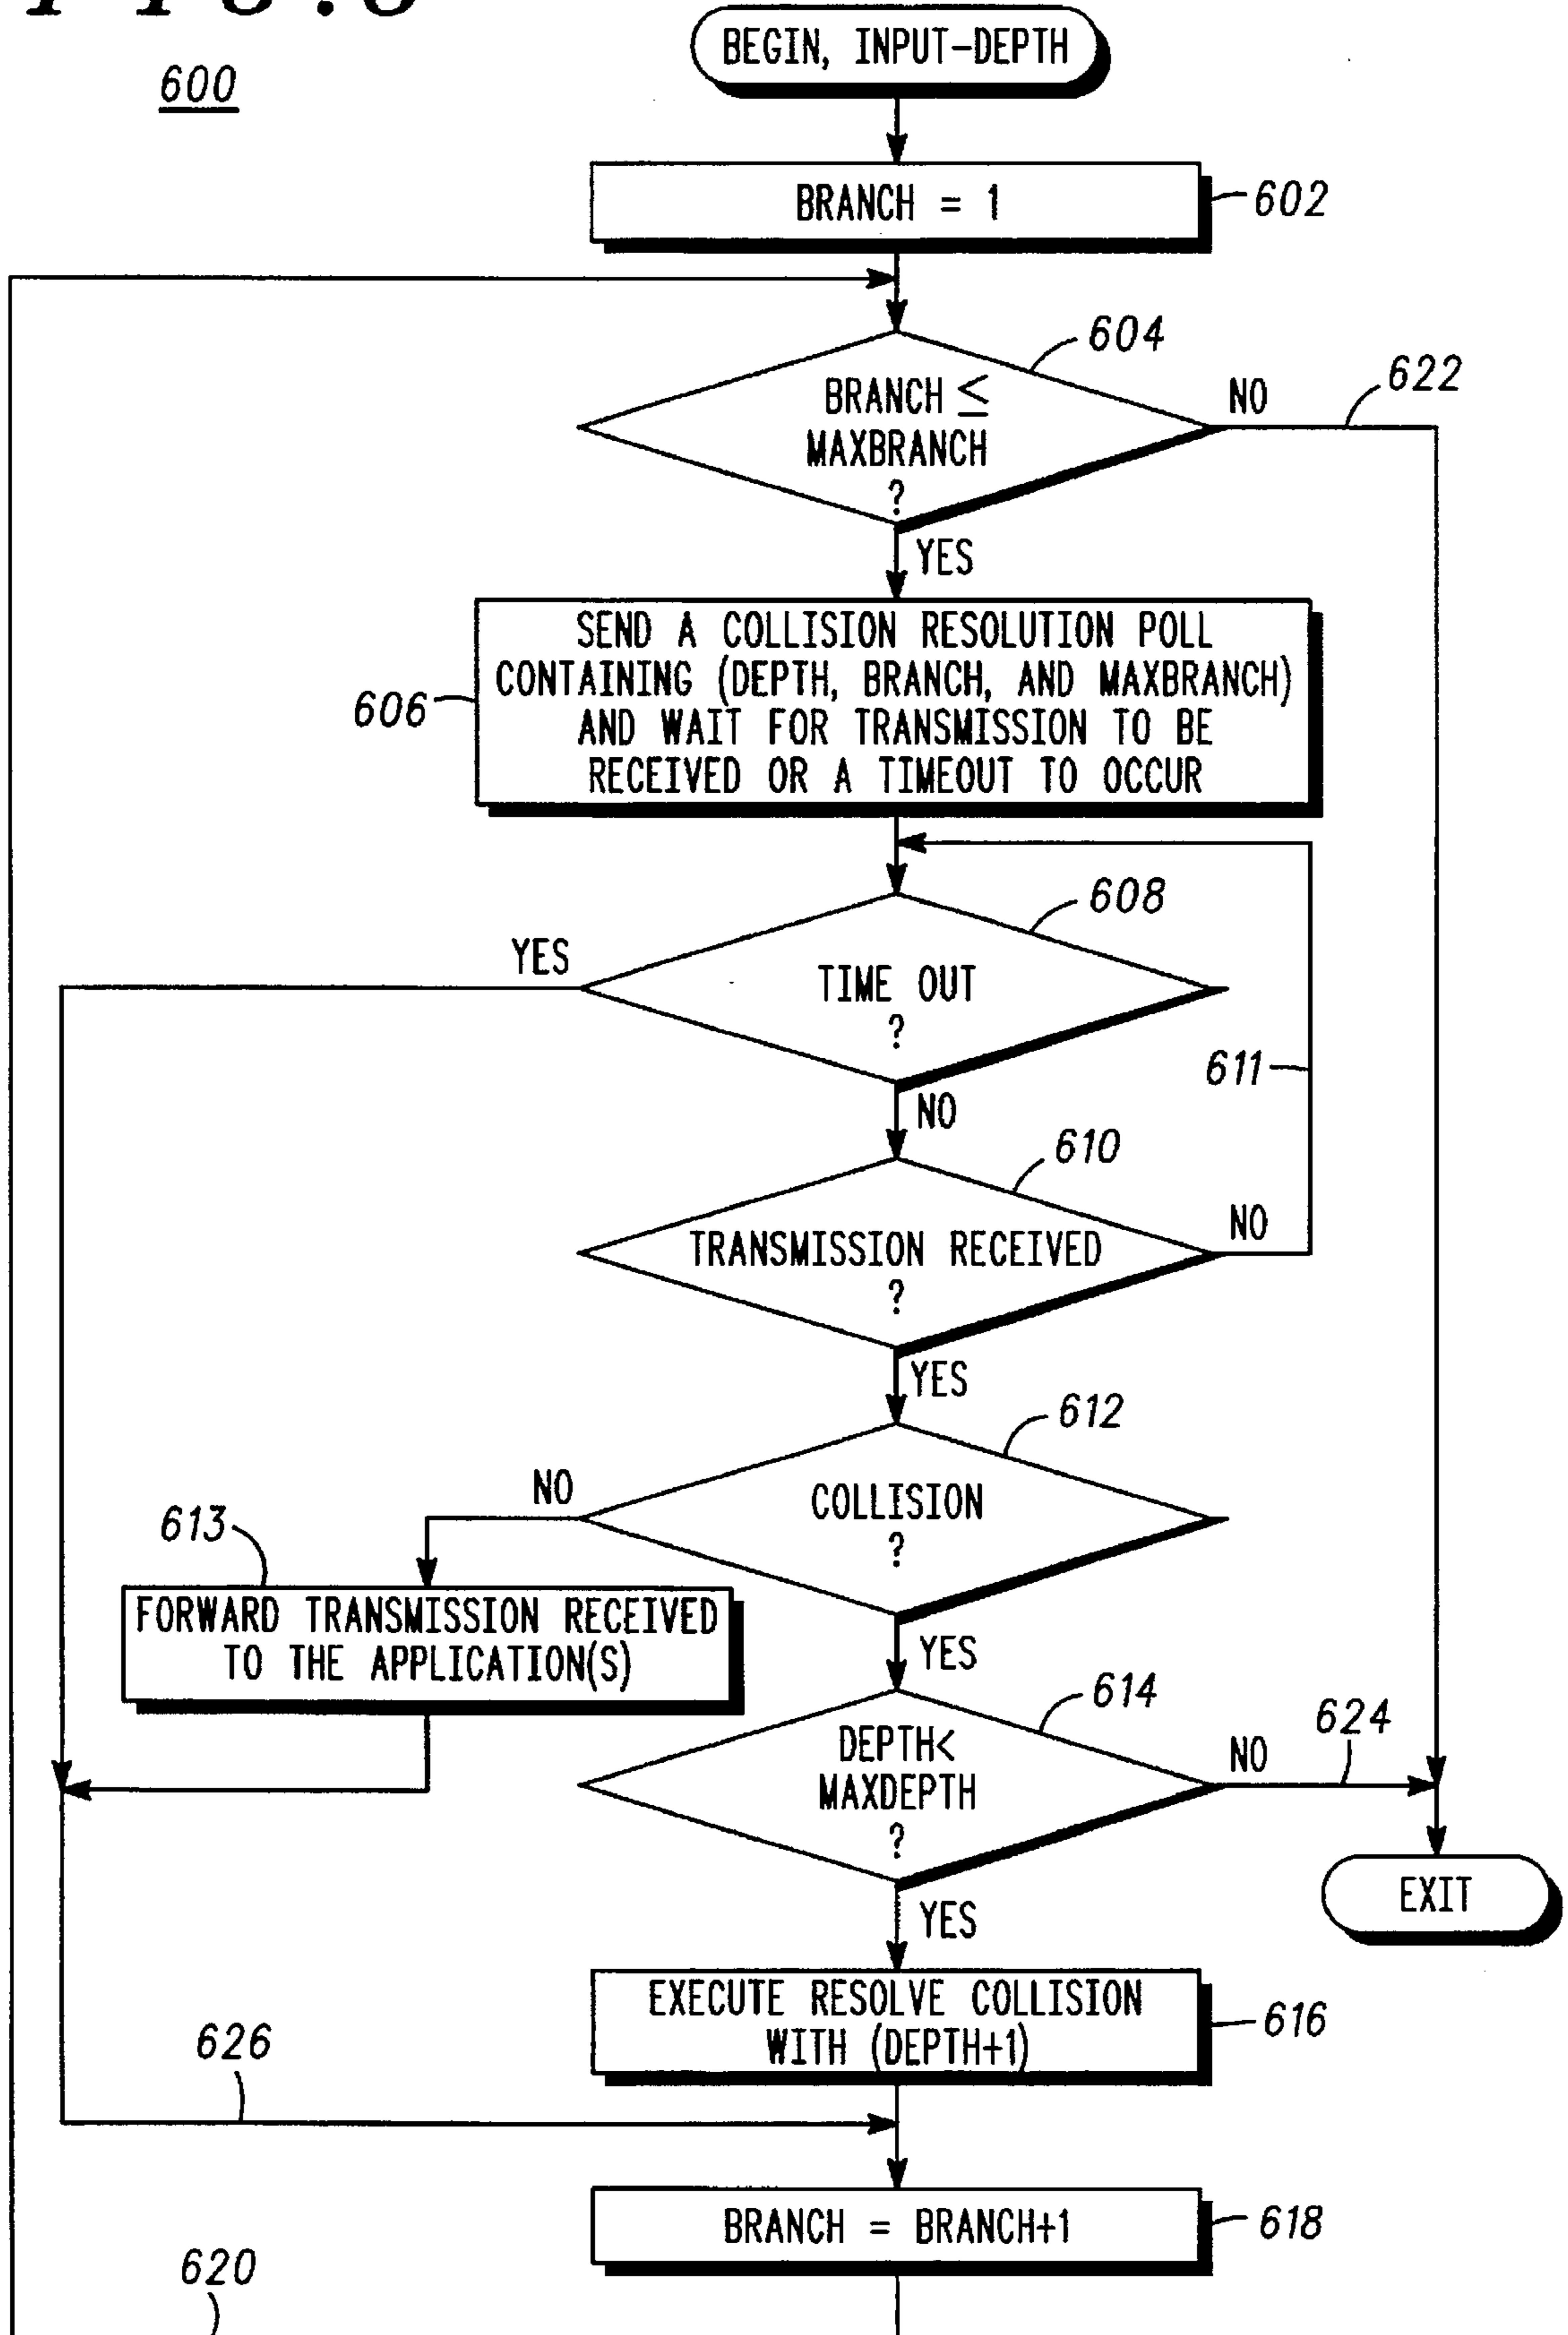 600
BEGIN, INPUT-DEPTH
BRANCH = 1
602
604
BRANCH ≤
MAXBRANCH
?
NO
622
YES
SEND A COLLISION RESOLUTION POLL
CONTAINING (DEPTH, BRANCH, AND MAXBRANCH)
AND WAIT FOR TRANSMISSION TO BE
RECEIVED OR A TIMEOUT TO OCCUR
606
608
YES
TIME OUT
?
611
NO
610
TRANSMISSION RECEIVED
?
NO
YES
612
NO
COLLISION
?
613
FORWARD TRANSMISSION RECEIVED
TO THE APPLICATION(S)
YES
614
DEPTH<
MAXDEPTH
?
NO
624
EXIT
YES
EXECUTE RESOLVE COLLISION
WITH (DEPTH+1)
616
626
BRANCH = BRANCH+1
618
620